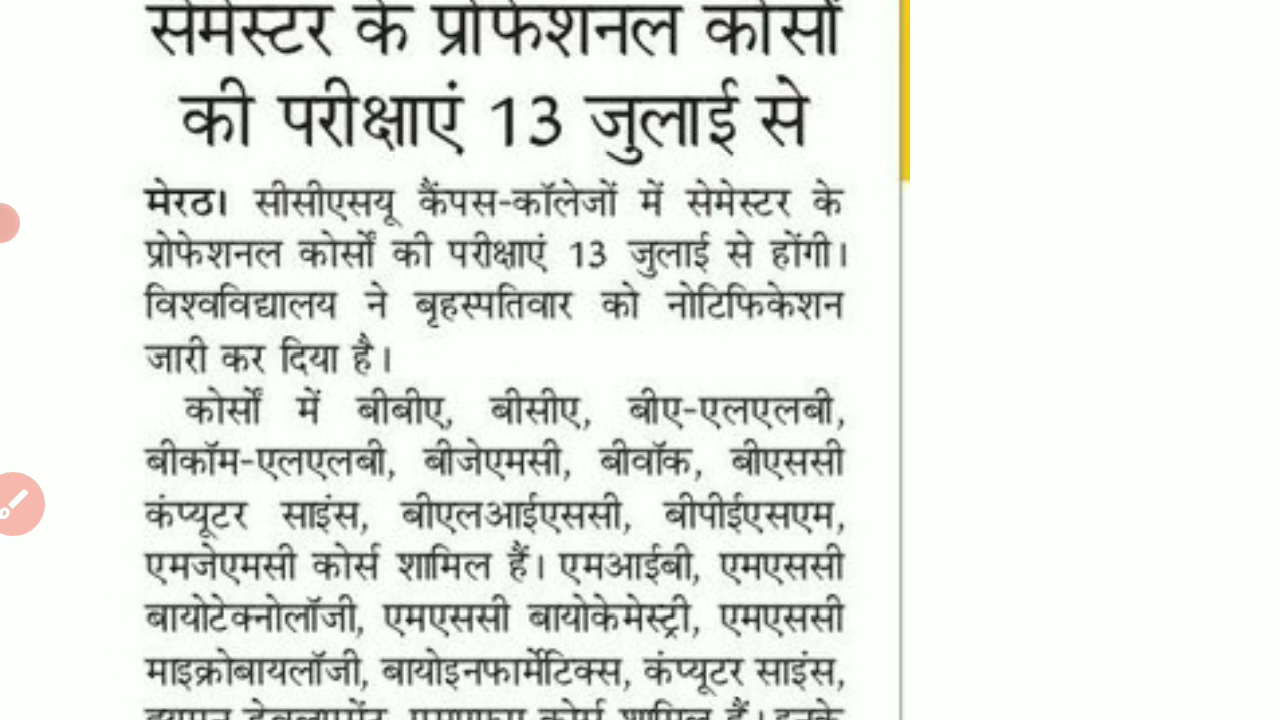 सेमेस्टर के प्रोफेशनल कोर्सों
की परीक्षाएं 13 जुलाई से
मेरठ। सीसीएसयू कैंपस-कॉलेजों में सेमेस्टर के
प्रोफेशनल कोर्सों की परीक्षाएं 13 जुलाई से होंगी।
विश्वविद्यालय ने बृहस्पतिवार को नोटिफिकेशन
जारी कर दिया है।
कोर्सों में बीबीए, बीसीए, बीए-एलएलबी,
बीकॉम-एलएलबी, बीजेएमसी, बीवॉक, बीएससी
कंप्यूटर साइंस, बीएलआईएससी, बीपीईएसएम,
एमजेएमसी कोर्स शामिल हैं। एमआईबी, एमएससी
बायोटेक्नोलॉजी, एमएससी बायोकेमेस्ट्री, एमएससी
माइक्रोबायलॉजी, बायोइनफार्मेटिक्स, कंप्यूटर साइंस,
कोर्स शामिल हैं। इनके